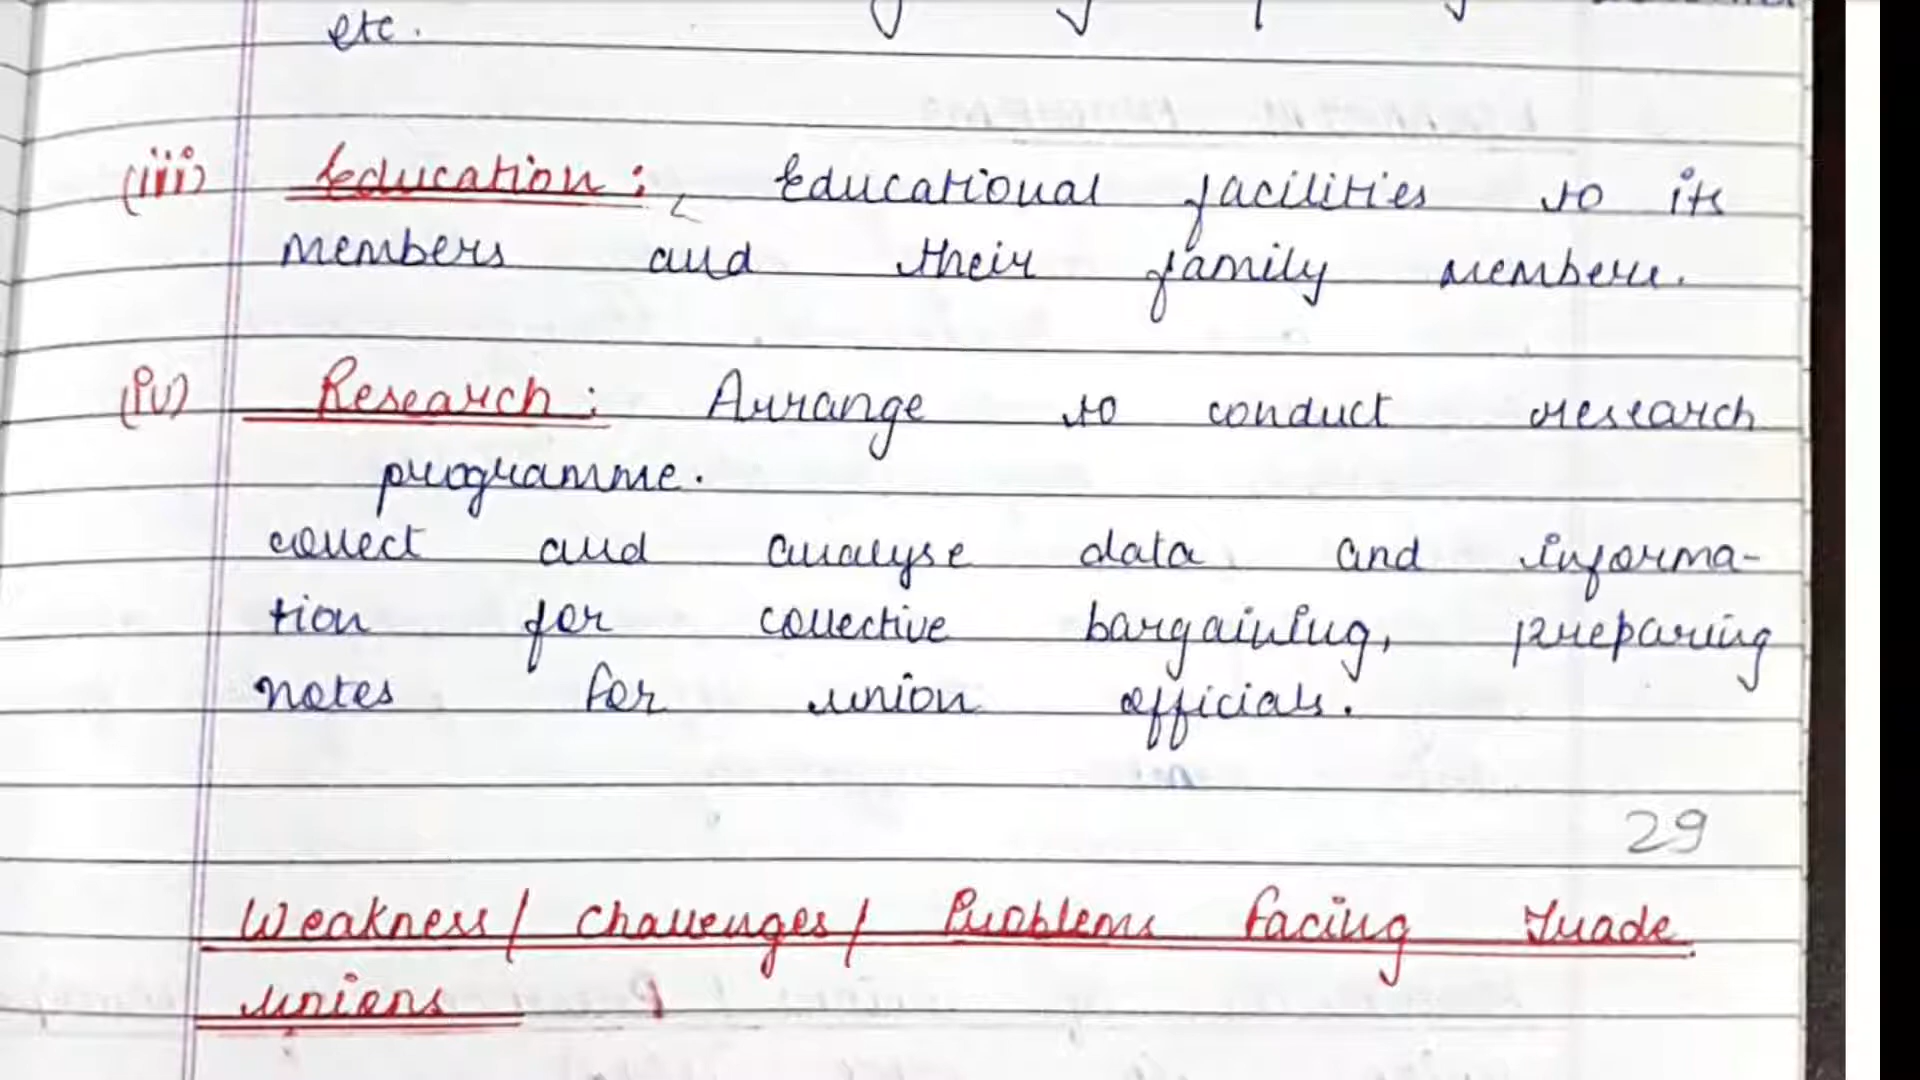 etc.
(iii) Education: Educational facilities to its
members and their family members.
(iv) Research: Arrange to conduct research
programme.
collect and analyse data and informa-
tion for collective bargaining, preparing
notes for union officials.
29
Weakness/ Challenges/ Problems facing Trade
unions